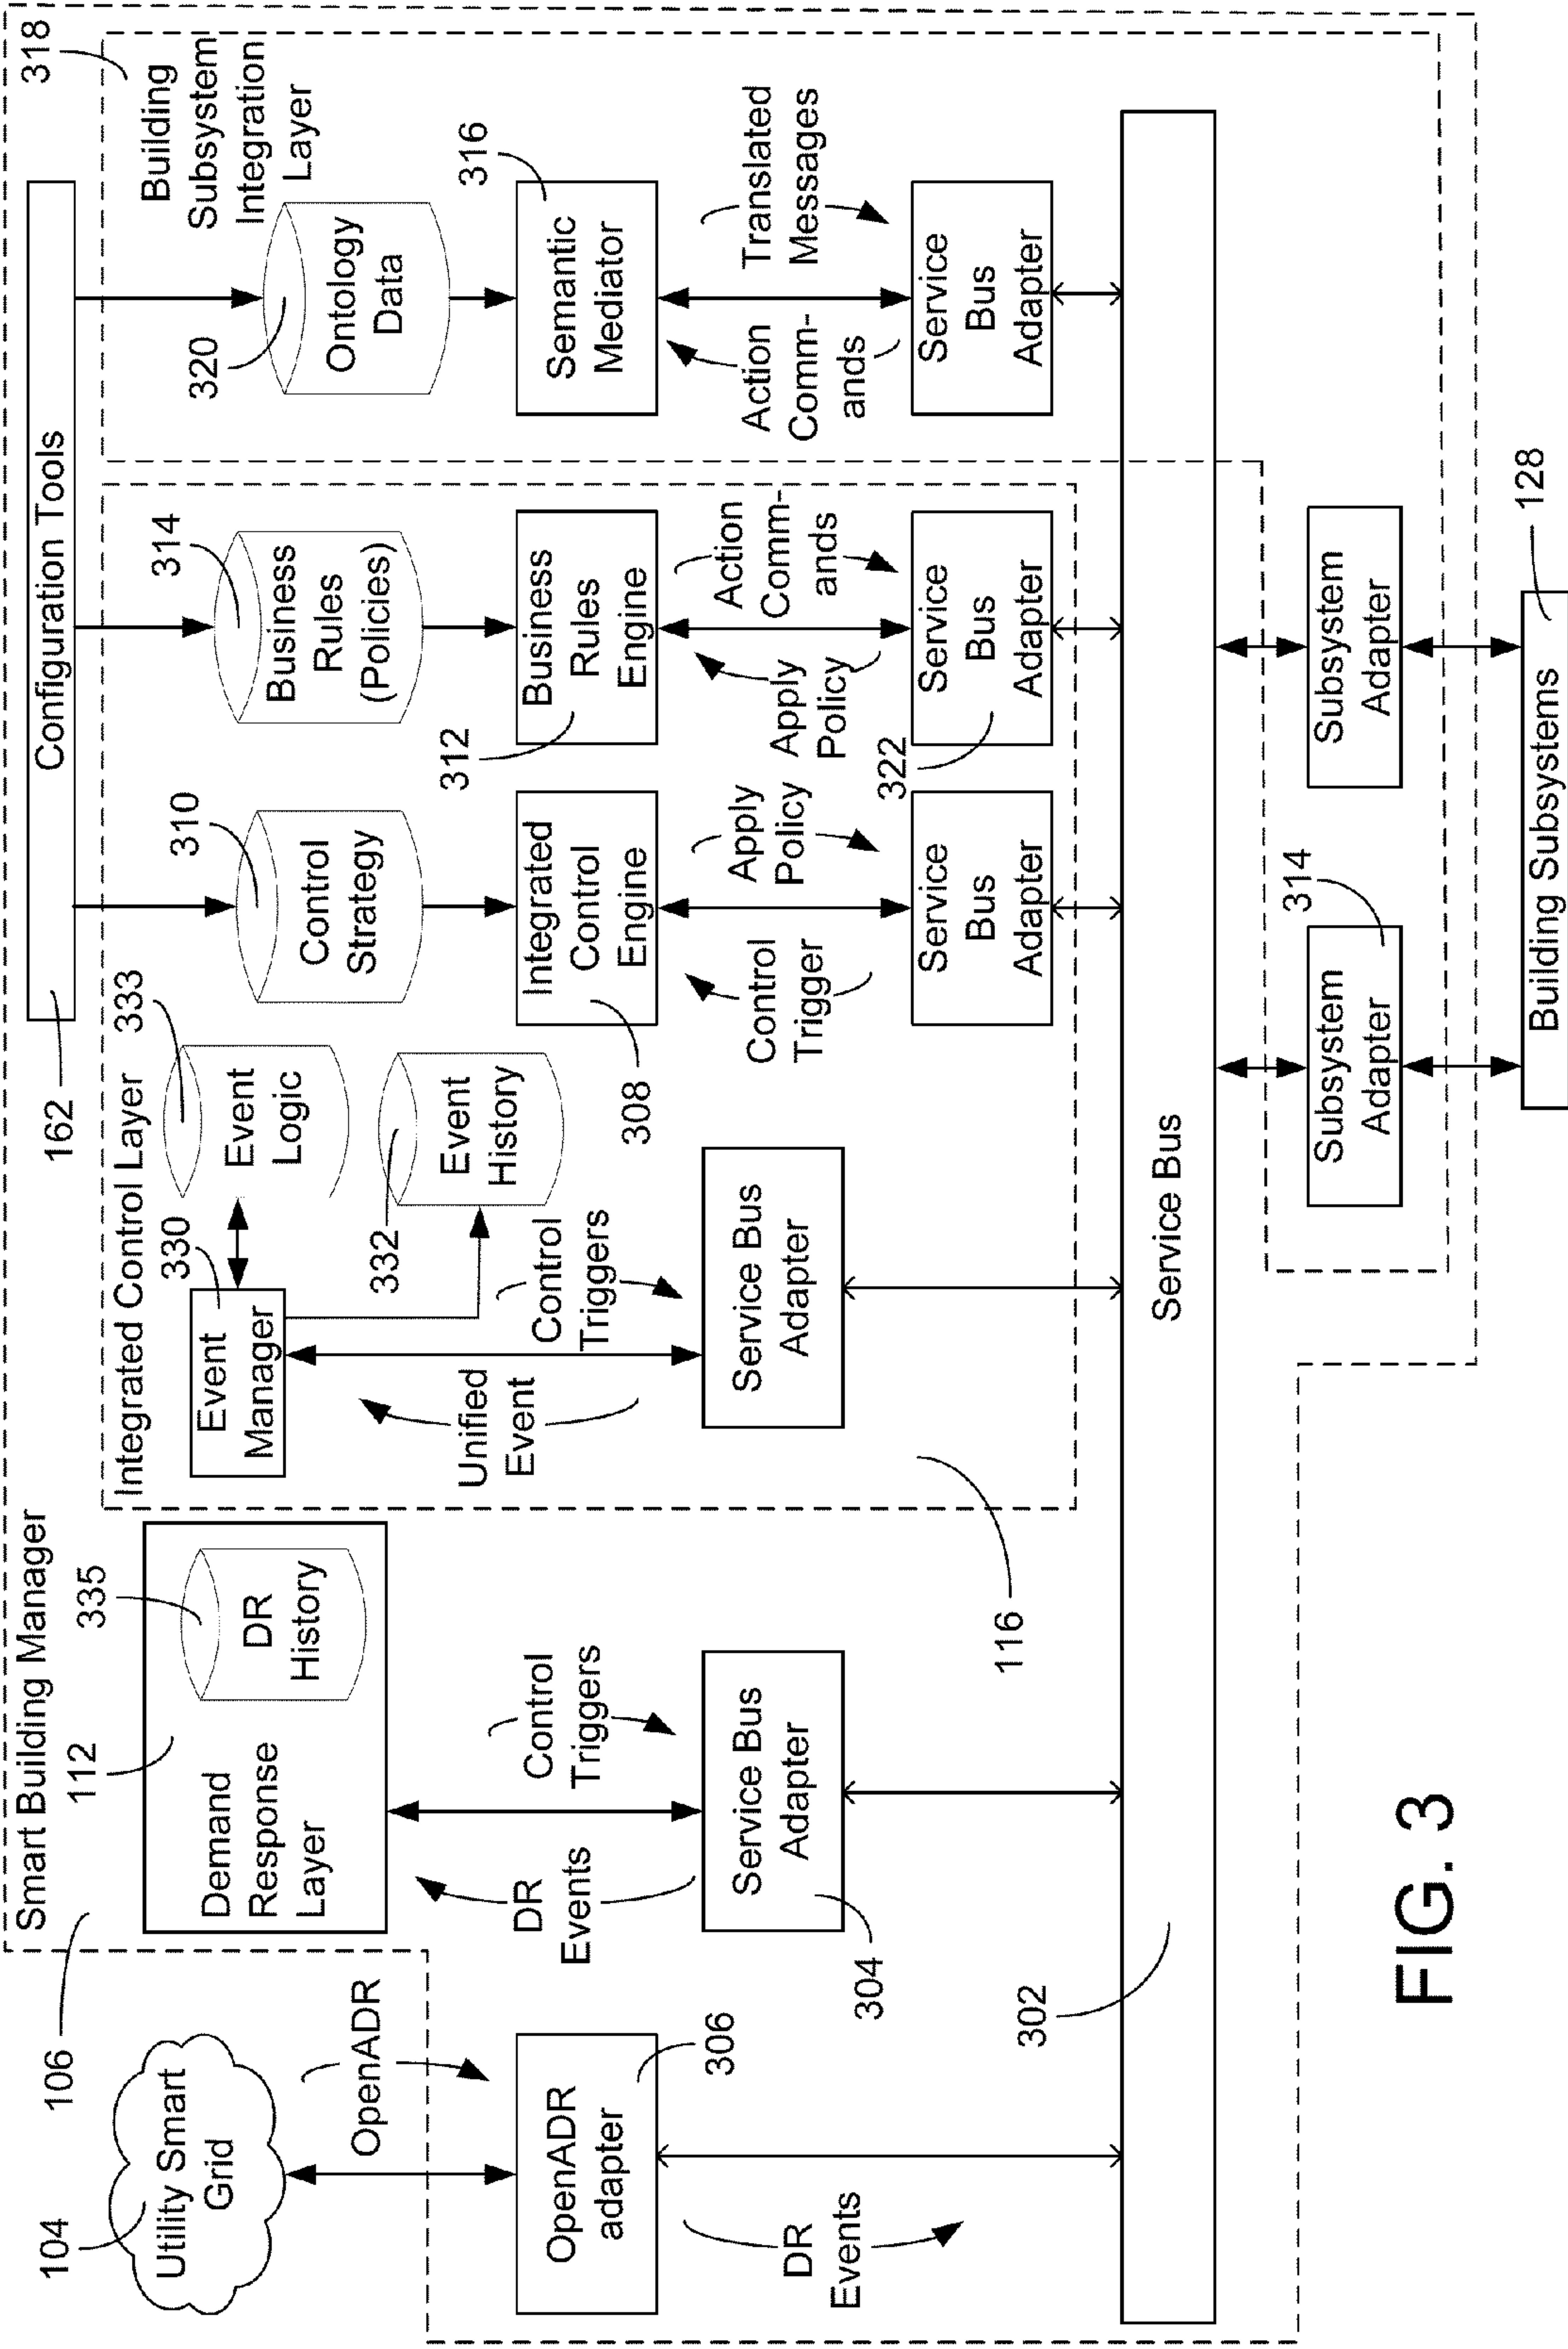 Smart Building Manager
106
104
Utility Smart
Grid
OpenADR
OpenADR
adapter
306
DR
Events
112
335
Demand
Response
Layer
DR
History
DR
Events
Control
Triggers
Service Bus
Adapter
304
162
Configuration Tools
Integrated Control Layer
333
330
Event
Manager
Event
Logic
332
Event
History
Unified
Event
Control
Triggers
Service Bus
Adapter
116
310
Control
Strategy
Integrated
Control
Engine
308
Control
Trigger
Apply
Policy
Service
Bus
Adapter
314
Business
Rules
(Policies)
312
Business
Rules
Engine
Apply
Policy
Action
Comm-
ands
322
Service
Bus
Adapter
318
Building
Subsystem
Integration
Layer
320
Ontology
Data
316
Semantic
Mediator
Action
Comm-
ands
Translated
Messages
Service
Bus
Adapter
302
Service Bus
Subsystem
Adapter
314
Subsystem
Adapter
Building Subsystems
128
FIG. 3